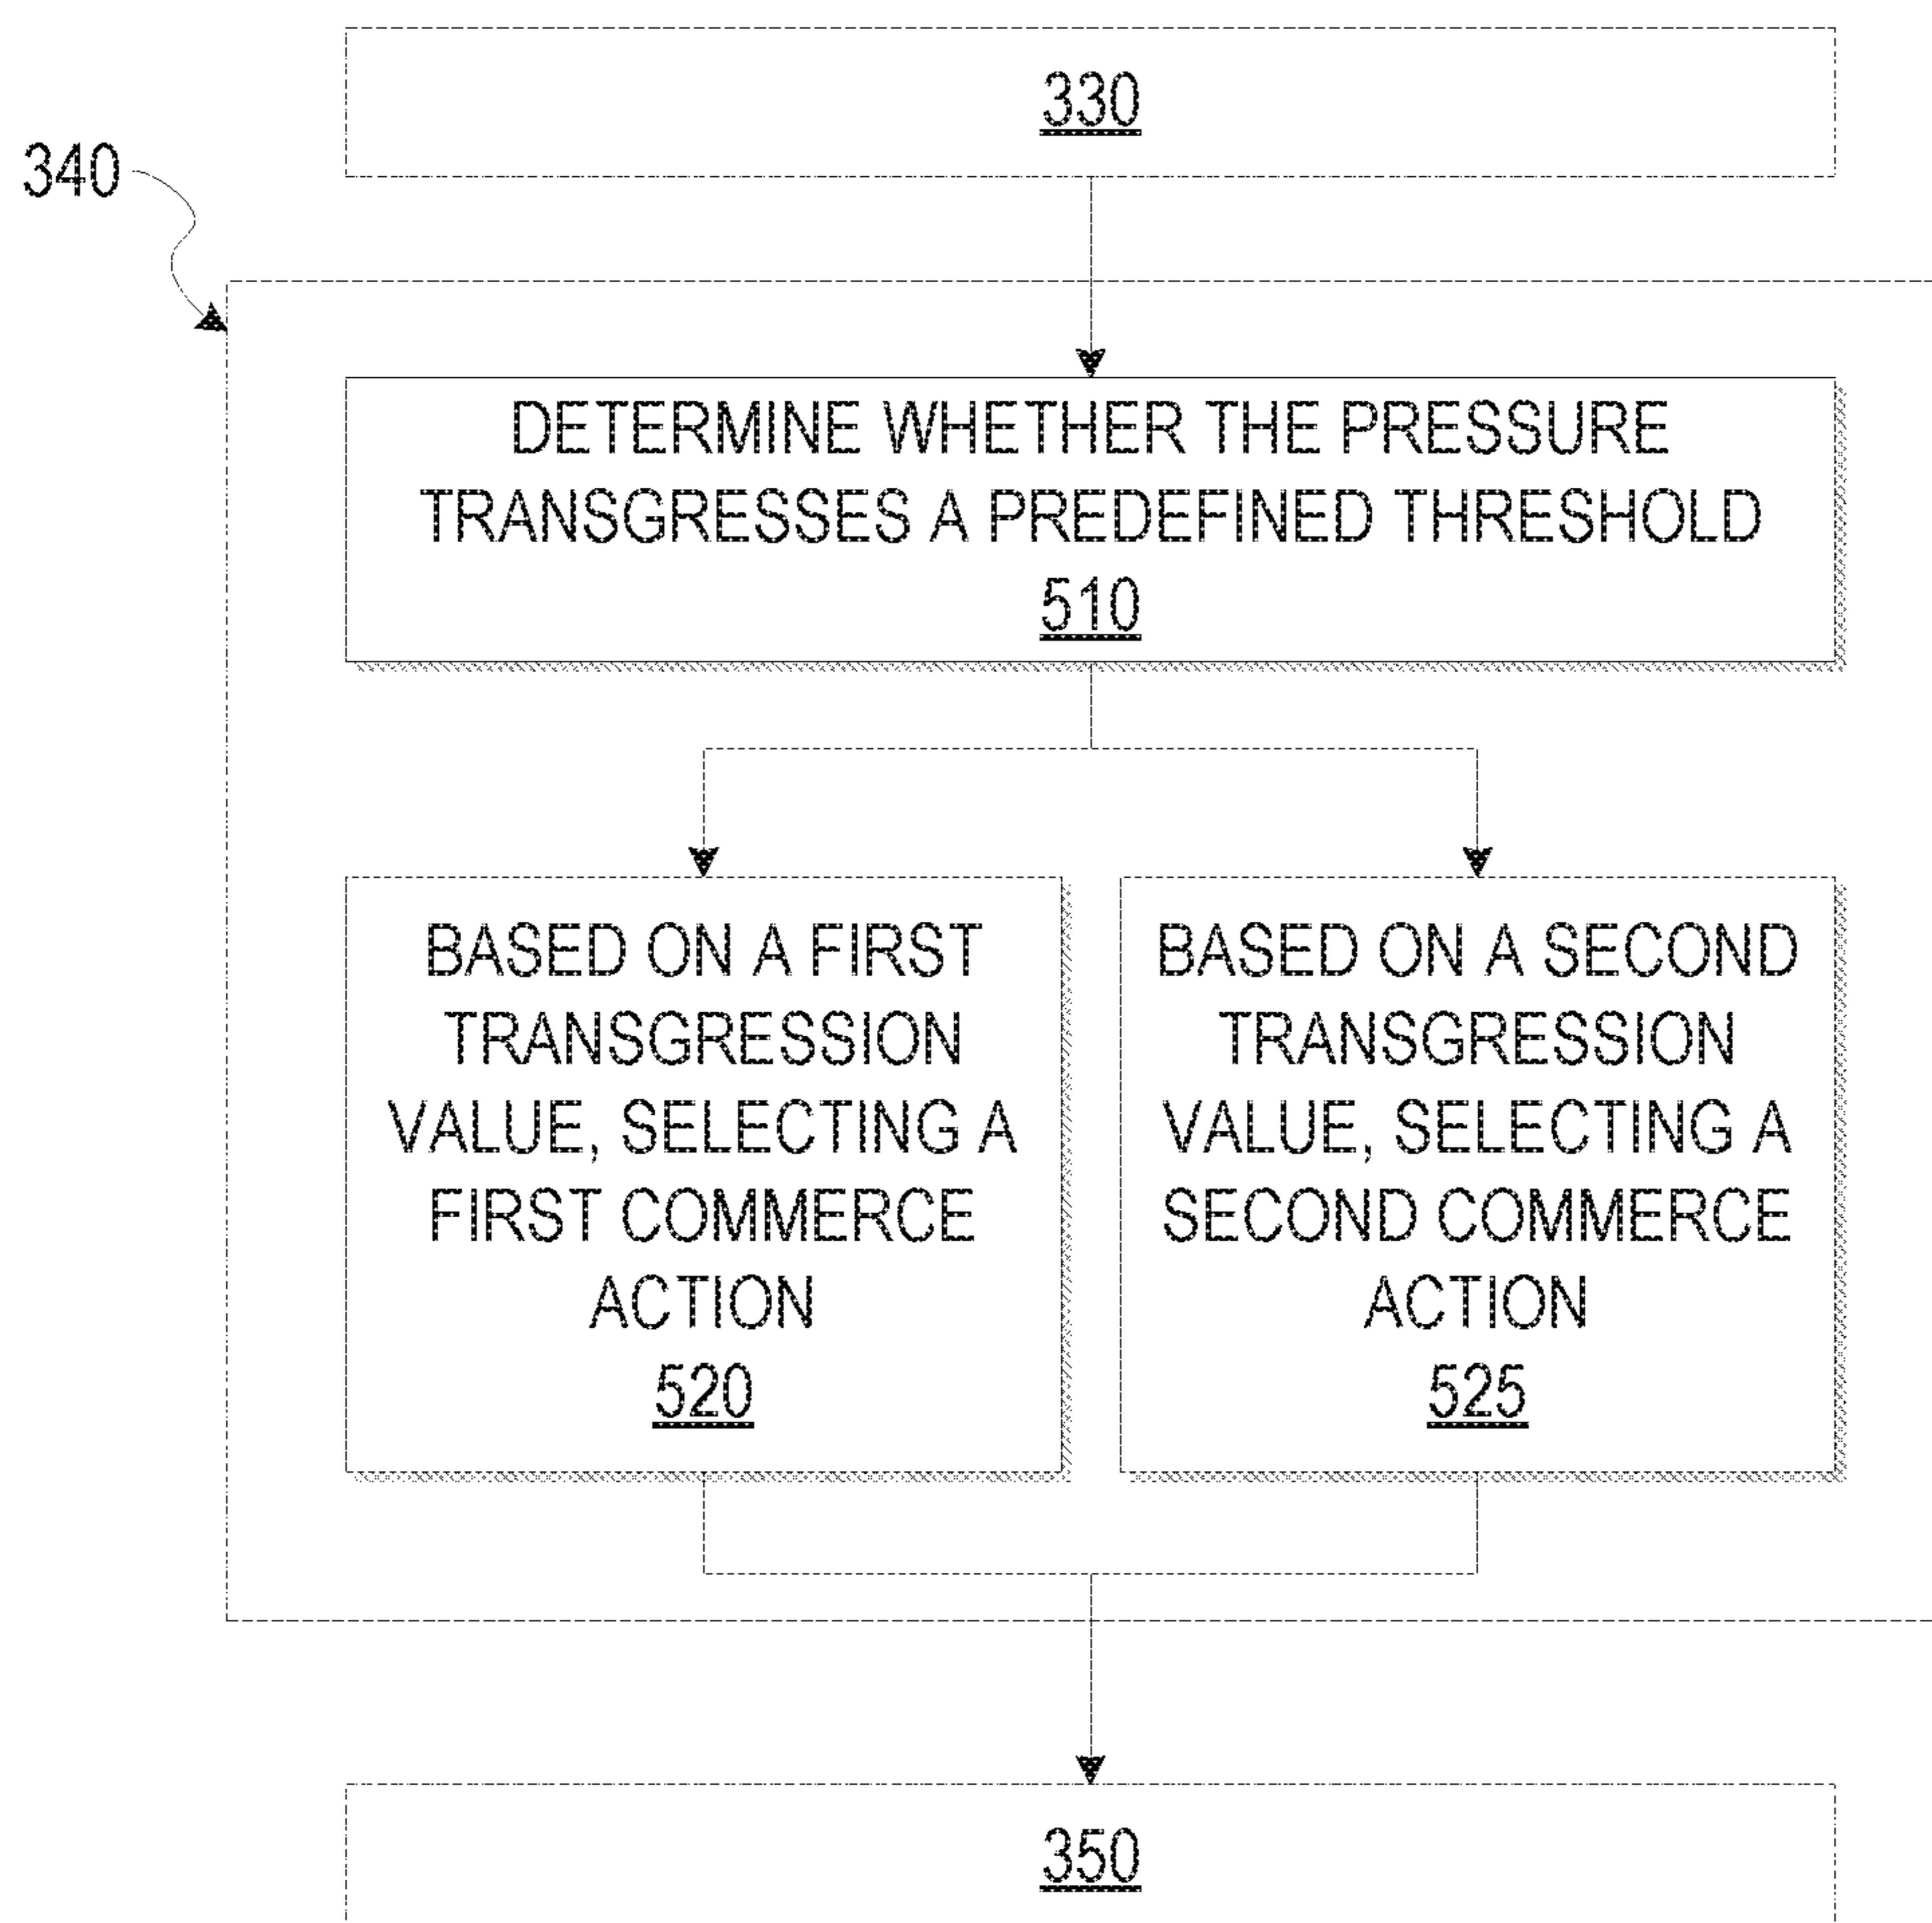 330
340
DETERMINE WHETHER THE PRESSURE
TRANSGRESSES A PREDEFINED THRESHOLD
510
BASED ON A FIRST
TRANSGRESSION
VALUE, SELECTING A
FIRST COMMERCE
ACTION
520
BASED ON A SECOND
TRANSGRESSION
VALUE, SELECTING A
SECOND COMMERCE
ACTION
525
350